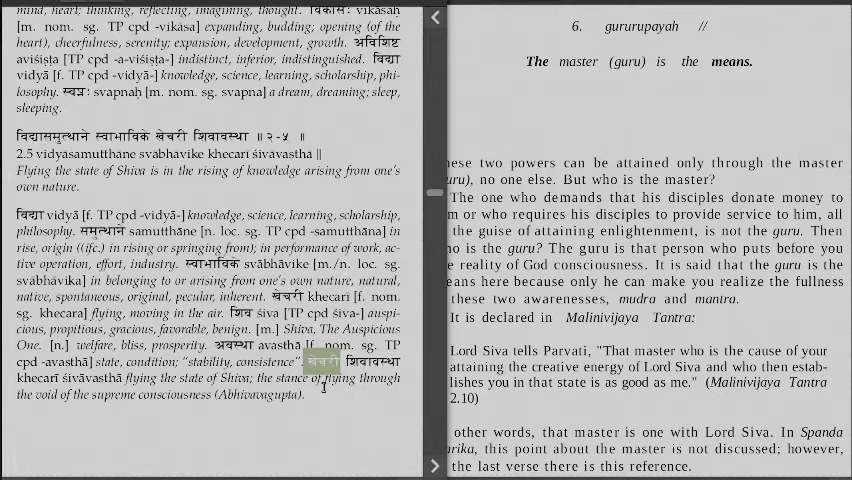 mind, heart; thinking, reflecting, imagining, thought. विकासः vikāsaḥ
[m. nom. sg. TP cpd -vikāsa] expanding, budding; opening (of the
heart), cheerfulness, serenity; expansion, development, growth. अविशिष्ट
aviśiṣṭa [TP cpd -a-viśiṣṭa-] indistinct, inferior, indistinguished. विद्या
vidyā [f. TP cpd -vidyā-] knowledge, science, learning, scholarship, phi-
losophy. स्वप्नः svapnaḥ [m. nom. sg. svapna] a dream, dreaming; sleep,
sleeping.
विद्यासमुत्थाने स्वाभाविके खेचरी शिवावस्था ॥ २-५ ॥
2.5 vidyāsamutthāne svābhāvike khecarī śivāvasthā ||
Flying the state of Shiva is in the rising of knowledge arising from one's
own nature.
विद्या vidyā [f. TP cpd -vidyā-] knowledge, science, learning, scholarship,
philosophy. समुत्थाने samutthāne [n. loc. sg. TP cpd -samutthāna] in
rise, origin ((ifc.) in rising or springing from); in performance of work, ac-
tive operation, effort, industry. स्वाभाविके svābhāvike [m./n. loc. sg.
svābhāvika] in belonging to or arising from one's own nature, natural,
native, spontaneous, original, pecular, inherent. खेचरी khecarī [f. nom.
sg. khecara] flying, moving in the air. शिव śiva [TP cpd śiva-] auspi-
cious, propitious, gracious, favorable, benign. [m.] Shiva, The Auspicious
One. [n.] welfare, bliss, prosperity. अवस्था avasthā [f. nom. sg. TP
cpd -avasthā] state, condition; "stability, consistence". खेचरी शिवावस्था
khecarī śivāvasthā flying the state of Shiva; the stance of flying through
the void of the supreme consciousness (Abhivavagupta).
6. gururupayah //
The master (guru) is the means.
hese two powers can be attained only through the master
uru), no one else. But who is the master?
The one who demands that his disciples donate money to
m or who requires his disciples to provide service to him, all
the guise of attaining enlightenment, is not the guru. Then
ho is the guru? The guru is that person who puts before you
e reality of God consciousness. It is said that the guru is the
eans here because only he can make you realize the fullness
these two awarenesses, mudra and mantra.
It is declared in Malinivijaya Tantra:
Lord Siva tells Parvati, "That master who is the cause of your
attaining the creative energy of Lord Siva and who then estab-
lishes you in that state is as good as me." (Malinivijaya Tantra
2.10)
other words, that master is one with Lord Siva. In Spanda
arika, this point about the master is not discussed; however,
the last verse there is this reference.